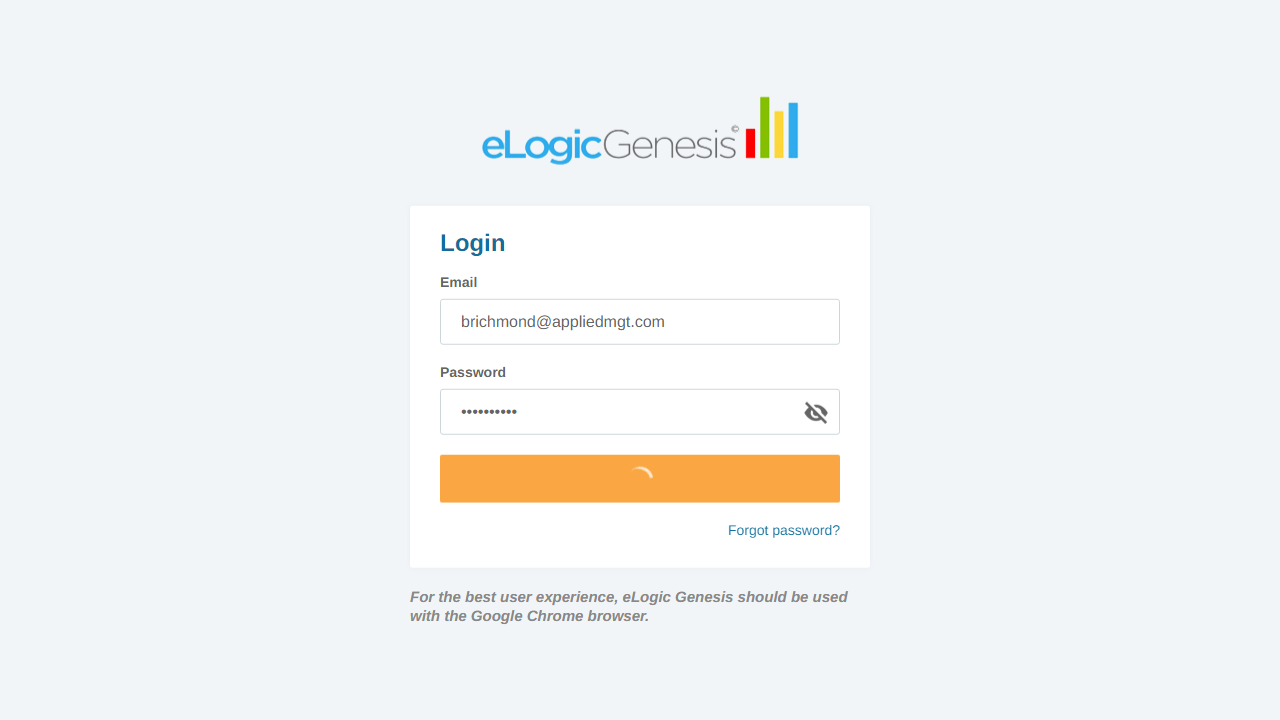 eLogicGenesis©
Login
Email
brichmond@appliedmgt.com
Password
••••••••••
Forgot password?
For the best user experience, eLogic Genesis should be used
with the Google Chrome browser.